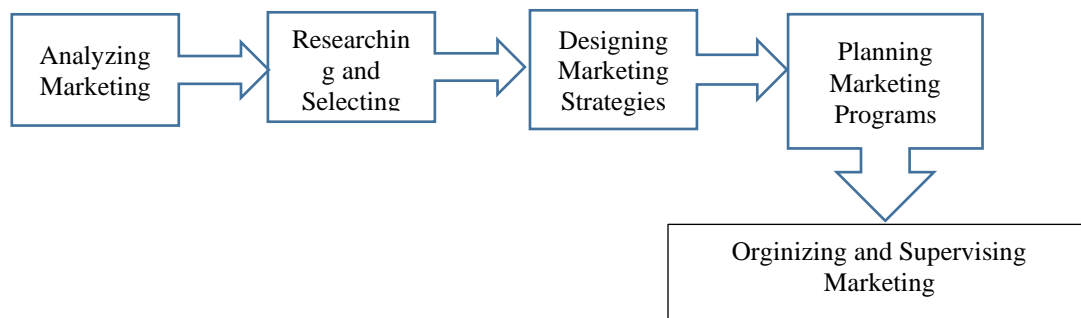 Analyzing
Marketing
Researchin
g and
Selecting
Designing
Marketing
Strategies
Planning
Marketing
Programs
Orginizing and Supervising
Marketing